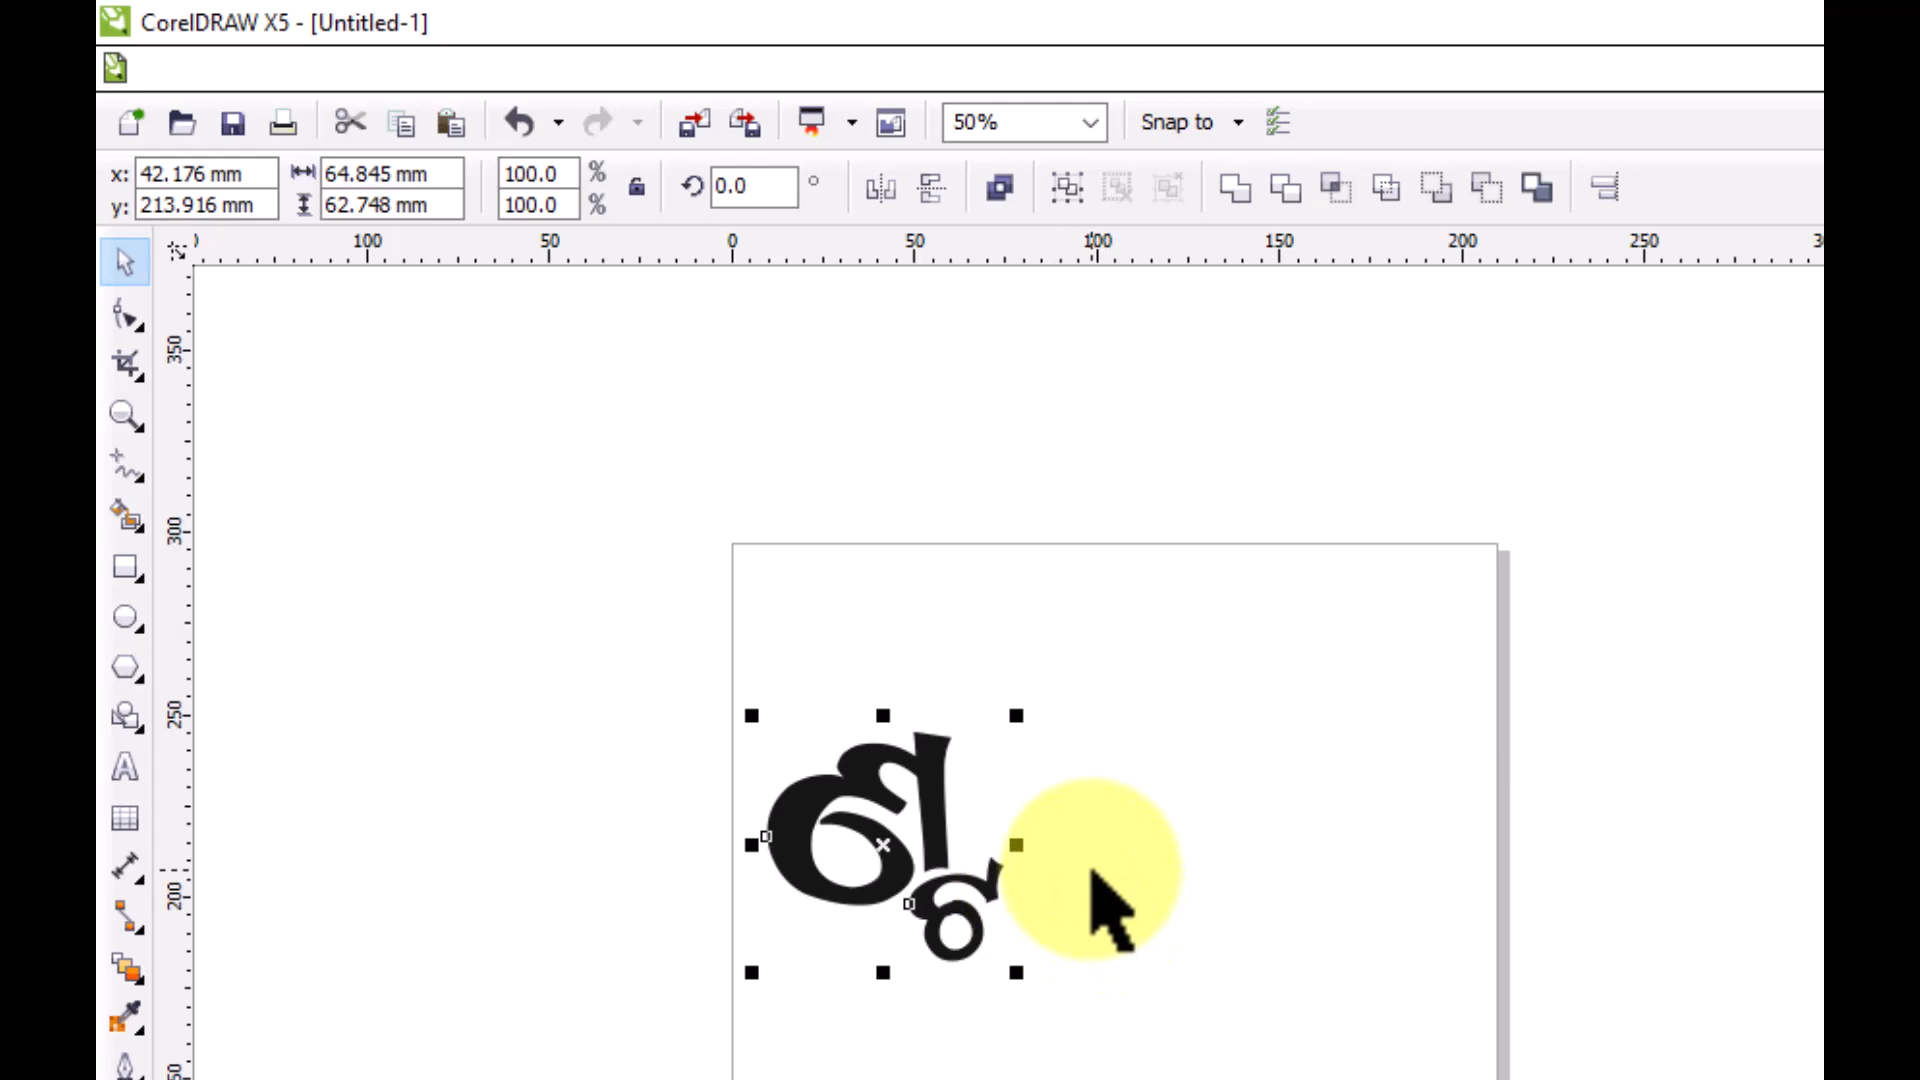 CorelDRAW X5 - [Untitled-1]
50%
Snap to
x: 42.176 mm 64.845 mm 100.0 % 0.0 °
y: 213.916 mm 62.748 mm 100.0 %
100 50 0 50 100 150 200 250
350
300
250
200